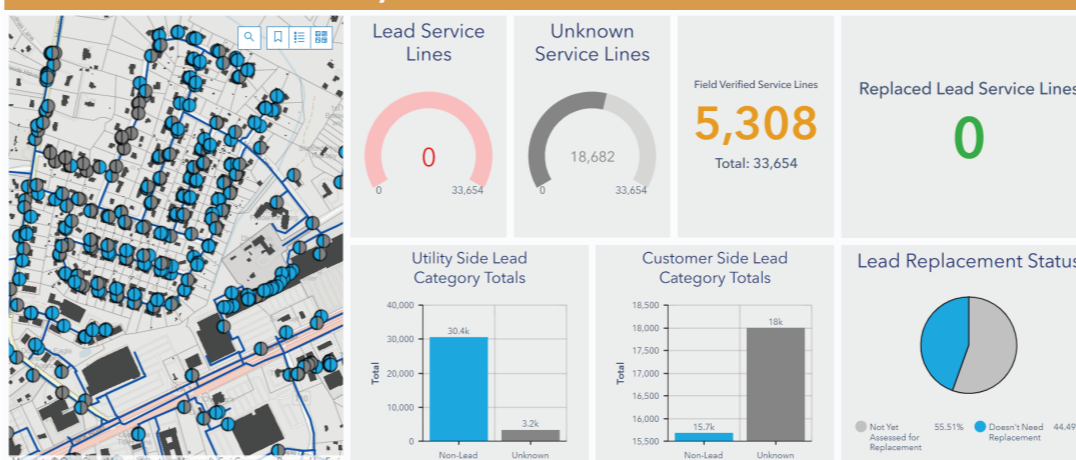 Lead Service
Lines
0
0
33,654
Unknown
Service Lines
18,682
0
33,654
Field Verified Service Lines
5,308
Total: 33,654
Replaced Lead Service Lines
0
Utility Side Lead
Category Totals
Total
40,000
30,000
20,000
10,000
0
30.4k
3.2k
Non-Lead
Unknown
Customer Side Lead
Category Totals
Total
18,500
18,000
17,500
17,000
16,500
16,000
15,500
15.7k
18k
Non-Lead
Unknown
Lead Replacement Status
Not Yet
Assessed for
Replacement
55.51%
Doesn't Need
Replacement
44.49%